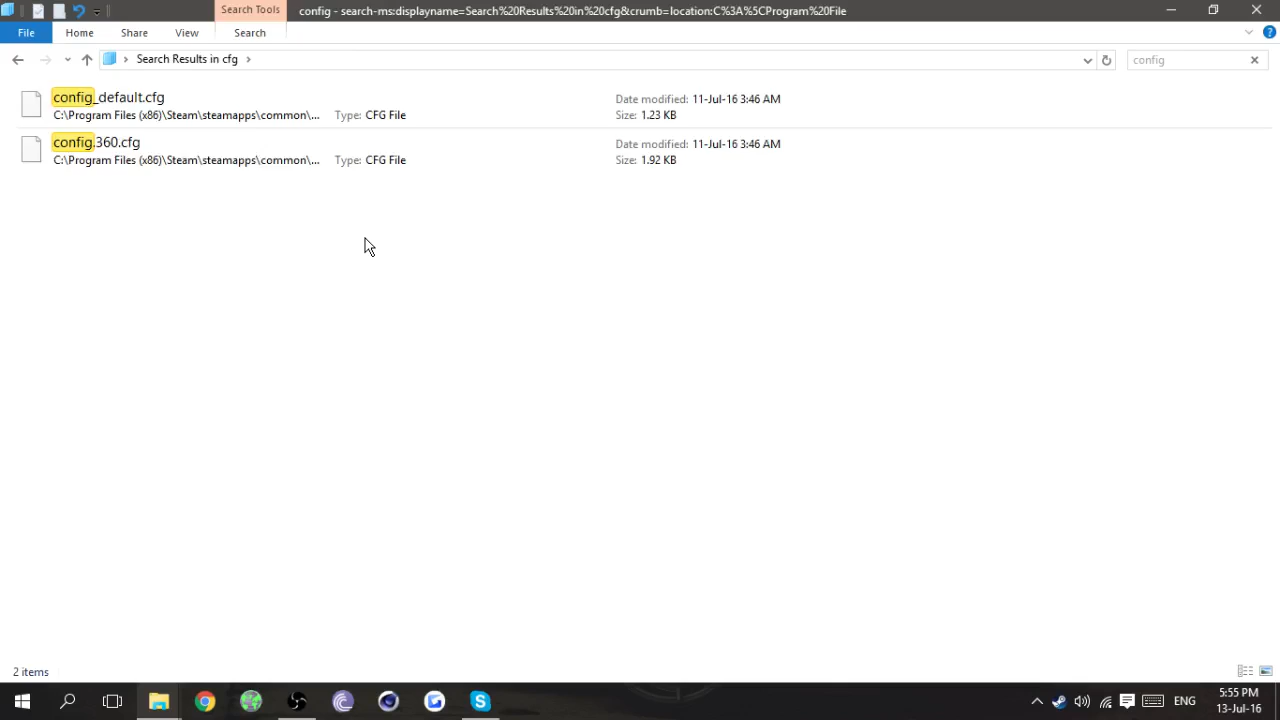 Search Tools
config - search-ms:displayname=Search%20Results%20in%20cfg&crumb=location:C%3A%5CProgram%20File
File Home Share View Search
Search Results in cfg
config
config_default.cfg
C:\Program Files (x86)\Steam\steamapps\common\... Type: CFG File
Date modified: 11-Jul-16 3:46 AM
Size: 1.23 KB
config.360.cfg
C:\Program Files (x86)\Steam\steamapps\common\... Type: CFG File
Date modified: 11-Jul-16 3:46 AM
Size: 1.92 KB
2 items
ENG
5:55 PM
13-Jul-16